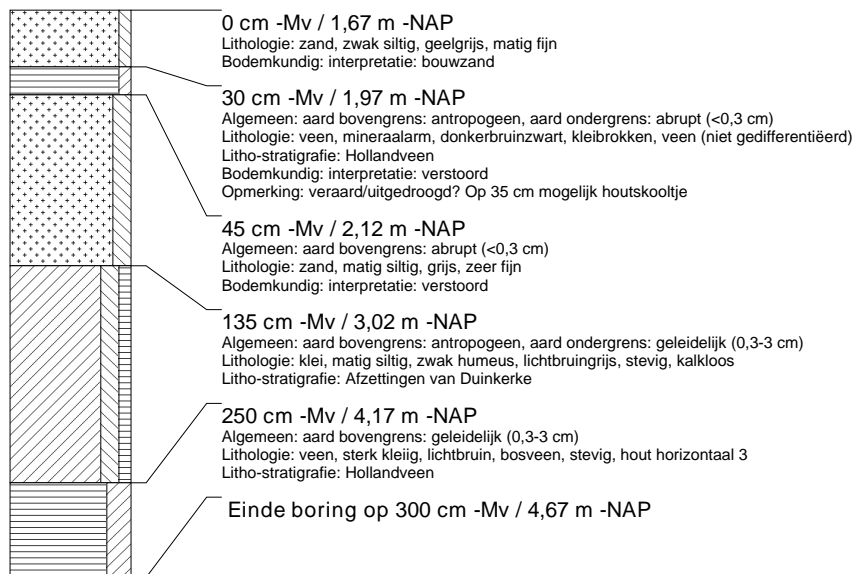 0 cm -Mv / 1,67 m -NAP
Lithologie: zand, zwak siltig, geelgrijs, matig fijn
Bodemkundig: interpretatie: bouwzand
30 cm -Mv / 1,97 m -NAP
Algemeen: aard bovengrens: antropogeen, aard ondergrens: abrupt (<0,3 cm)
Lithologie: veen, mineraalarm, donkerbruinzwart, kleibrokken, veen (niet gedifferentiëerd)
Litho-stratigrafie: Hollandveen
Bodemkundig: interpretatie: verstoord
Opmerking: veraard/uitgedroogd? Op 35 cm mogelijk houtskooltje
45 cm -Mv / 2,12 m -NAP
Algemeen: aard bovengrens: abrupt (<0,3 cm)
Lithologie: zand, matig siltig, grijs, zeer fijn
Bodemkundig: interpretatie: verstoord
135 cm -Mv / 3,02 m -NAP
Algemeen: aard bovengrens: antropogeen, aard ondergrens: geleidelijk (0,3-3 cm)
Lithologie: klei, matig siltig, zwak humeus, lichtbruingrijs, stevig, kalkloos
Litho-stratigrafie: Afzettingen van Duinkerke
250 cm -Mv / 4,17 m -NAP
Algemeen: aard bovengrens: geleidelijk (0,3-3 cm)
Lithologie: veen, sterk kleiig, lichtbruin, bosveen, stevig, hout horizontaal 3
Litho-stratigrafie: Hollandveen
Einde boring op 300 cm -Mv / 4,67 m -NAP